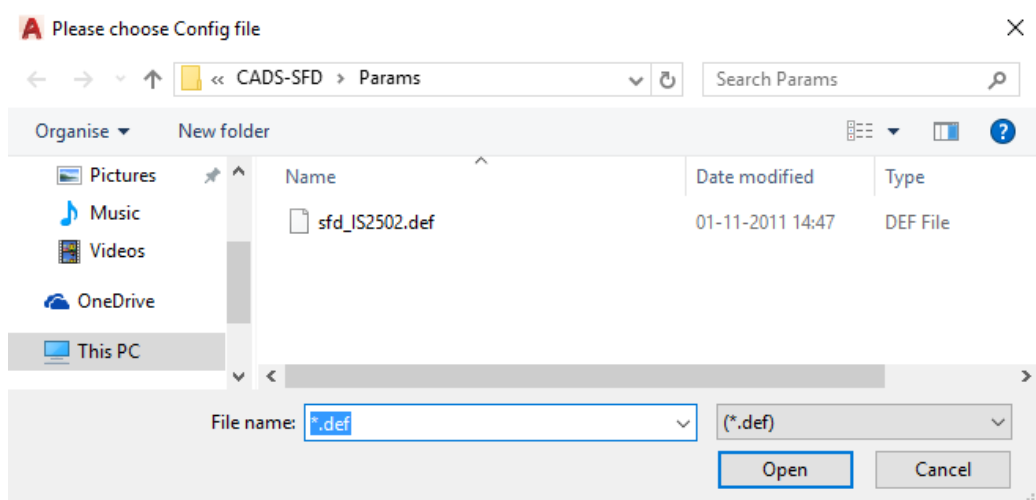 Please choose Config file
« CADS-SFD > Params
Search Params
Organise
New folder
Pictures
Music
Videos
OneDrive
This PC
Name Date modified Type
sfd_IS2502.def 01-11-2011 14:47 DEF File
File name: *.def (*.def)
Open Cancel